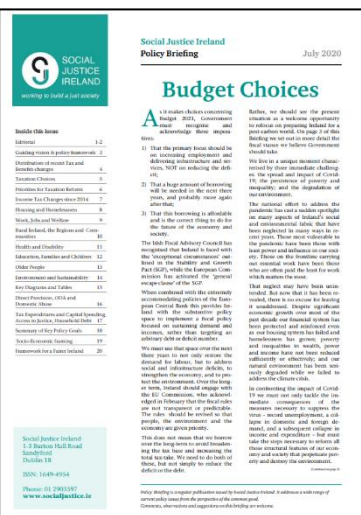 SOCIAL
JUSTICE
IRELAND
working to build a just society
Social Justice Ireland
Policy Briefing
July 2020
Budget Choices
Inside this Issue
Editorial 1-2
Guiding vision & policy framework 2
Distribution of recent Tax and
Benefits changes 4
Taxation Choices 5
Priorities for Taxation Reform 6
Income Tax Changes since 2014 7
Housing and Homelessness 8
Work, Jobs and Welfare 9
Rural Ireland, the Regions and Com-
munities 10
Health and Disability 11
Education, Families and Children 12
Older People 13
Environment and Sustainability 14
Key Diagrams and Tables 15
Direct Provision, ODA and
Domestic Abuse 16
Tax Expenditures and Capital Spending,
Access to Justice, Household Debt 17
Summary of Key Policy Goals 18
Socio-Economic framing 19
Framework for a Fairer Ireland 20
Social Justice Ireland
1-3 Burton Hall Road
Sandyford
Dublin 18
ISSN: 1649-4954
Phone: 01 2903597
www.socialjustice.ie
As it makes choices concerning
Budget 2021, Government
must recognise and
acknowledge three imposi-
tions:
1) That the primary focus should be
on increasing employment and
delivering infrastructure and ser-
vices, NOT on reducing the defi-
cit;
2) That a huge amount of borrowing
will be needed in the next three
years, and probably more again
after that;
3) That this borrowing is affordable
and is the correct thing to do for
the future of the economy and
society.
The Irish Fiscal Advisory Council has
recognised that Ireland is faced with
the 'exceptional circumstances' out-
lined in the Stability and Growth
Pact (SGP), while the European Com-
mission has activated the 'general
escape clause' of the SGP.
When combined with the extremely
accommodating policies of the Euro-
pean Central Bank this provides Ire-
land with the substantive policy
space to implement a fiscal policy
focused on sustaining demand and
incomes, rather than targeting an
arbitrary debt or deficit number.
We must use that space over the next
three years to not only restore the
demand for labour, but to address
social and infrastructure deficits, to
strengthen the economy, and to pro-
tect the environment. Over the long-
er term, Ireland should engage with
the EU Commission, who acknowl-
edged in February that the fiscal rules
are not transparent or predictable.
The rules should be revised so that
people, the environment and the
economy are given priority.
This does not mean that we borrow
over the long-term to avoid broaden-
ing the tax base and increasing the
total tax-take. We need to do both of
these, but not simply to reduce the
deficit or the debt.
Rather, we should see the present
situation as a welcome opportunity
to refocus on preparing Ireland for a
post-carbon world. On page 3 of this
Briefing we set out in more detail the
fiscal stance we believe Government
should take.
We live in a unique moment charac-
terised by three immediate challeng-
es: the spread and impact of Covid-
19; the persistence of poverty and
inequality; and the degradation of
our environment.
The national effort to address the
pandemic has cast a sudden spotlight
on many aspects of Ireland's social
and environmental fabric that have
been neglected in many ways in re-
cent years. Those most vulnerable to
the pandemic have been those with
least power and influence in our soci-
ety. Those on the frontline carrying
out essential work have been those
who are often paid the least for work
which matters the most.
That neglect may have been unin-
tended. But now that it has been re-
vealed, there is no excuse for leaving
it unaddressed. Despite significant
economic growth over most of the
past decade our financial system has
been protected and reinforced even
as our housing system has failed and
homelessness has grown; poverty
and inequalities in wealth, power
and income have not been reduced
sufficiently or effectively; and our
natural environment has been seri-
ously degraded while we failed to
address the climate crisis.
In confronting the impact of Covid-
19 we must not only tackle the im-
mediate consequences of the
measures necessary to suppress the
virus – record unemployment, a col-
lapse in domestic and foreign de-
mand, and a subsequent collapse in
income and expenditure – but must
take the steps necessary to reform all
those structural features of our econ-
omy and society that perpetuate pov-
erty and destroy the environment.
Policy Briefing is a regular publication issued by Social Justice Ireland. It addresses a wide range of
current policy issues from the perspective of the common good.
Comments, observations and suggestions on this briefing are welcome.